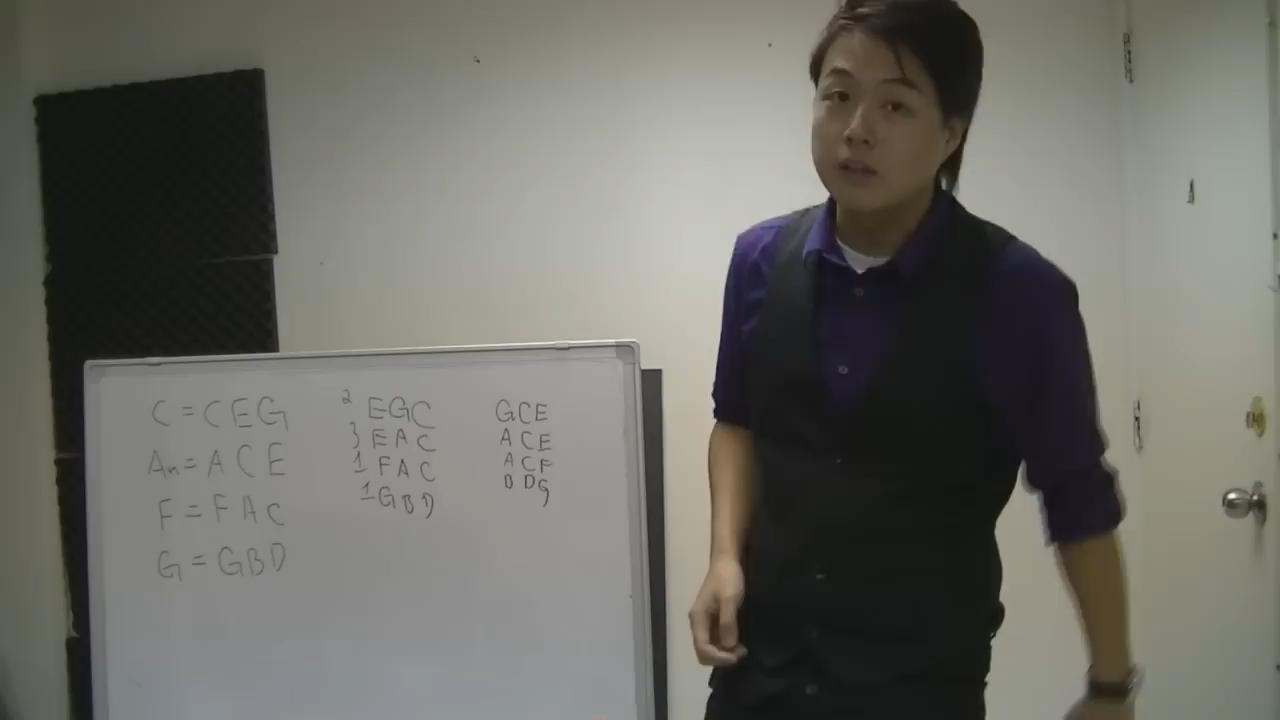 C = C E G
Am = A C E
F = F A C
G = G B D
2 E G C
3 E A C
1 F A C
1 G B D
G C E
A C E
A C F
B D G